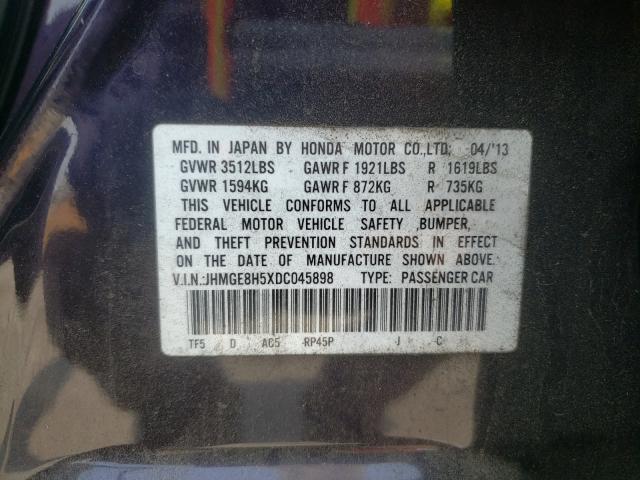 MFD. IN JAPAN BY HONDA MOTOR CO.,LTD; 04/'13
GVWR 3512LBS GAWR F 1921LBS R 1619LBS
GVWR 1594KG GAWR F 872KG R 735KG
THIS VEHICLE CONFORMS TO ALL APPLICABLE
FEDERAL MOTOR VEHICLE SAFETY ,BUMPER,
AND THEFT PREVENTION STANDARDS IN EFFECT
ON THE DATE OF MANUFACTURE SHOWN ABOVE.
V.I.N.:JHMGE8H5XDC045898 TYPE: PASSENGER CAR
TF5 D AC5 RP45P J C